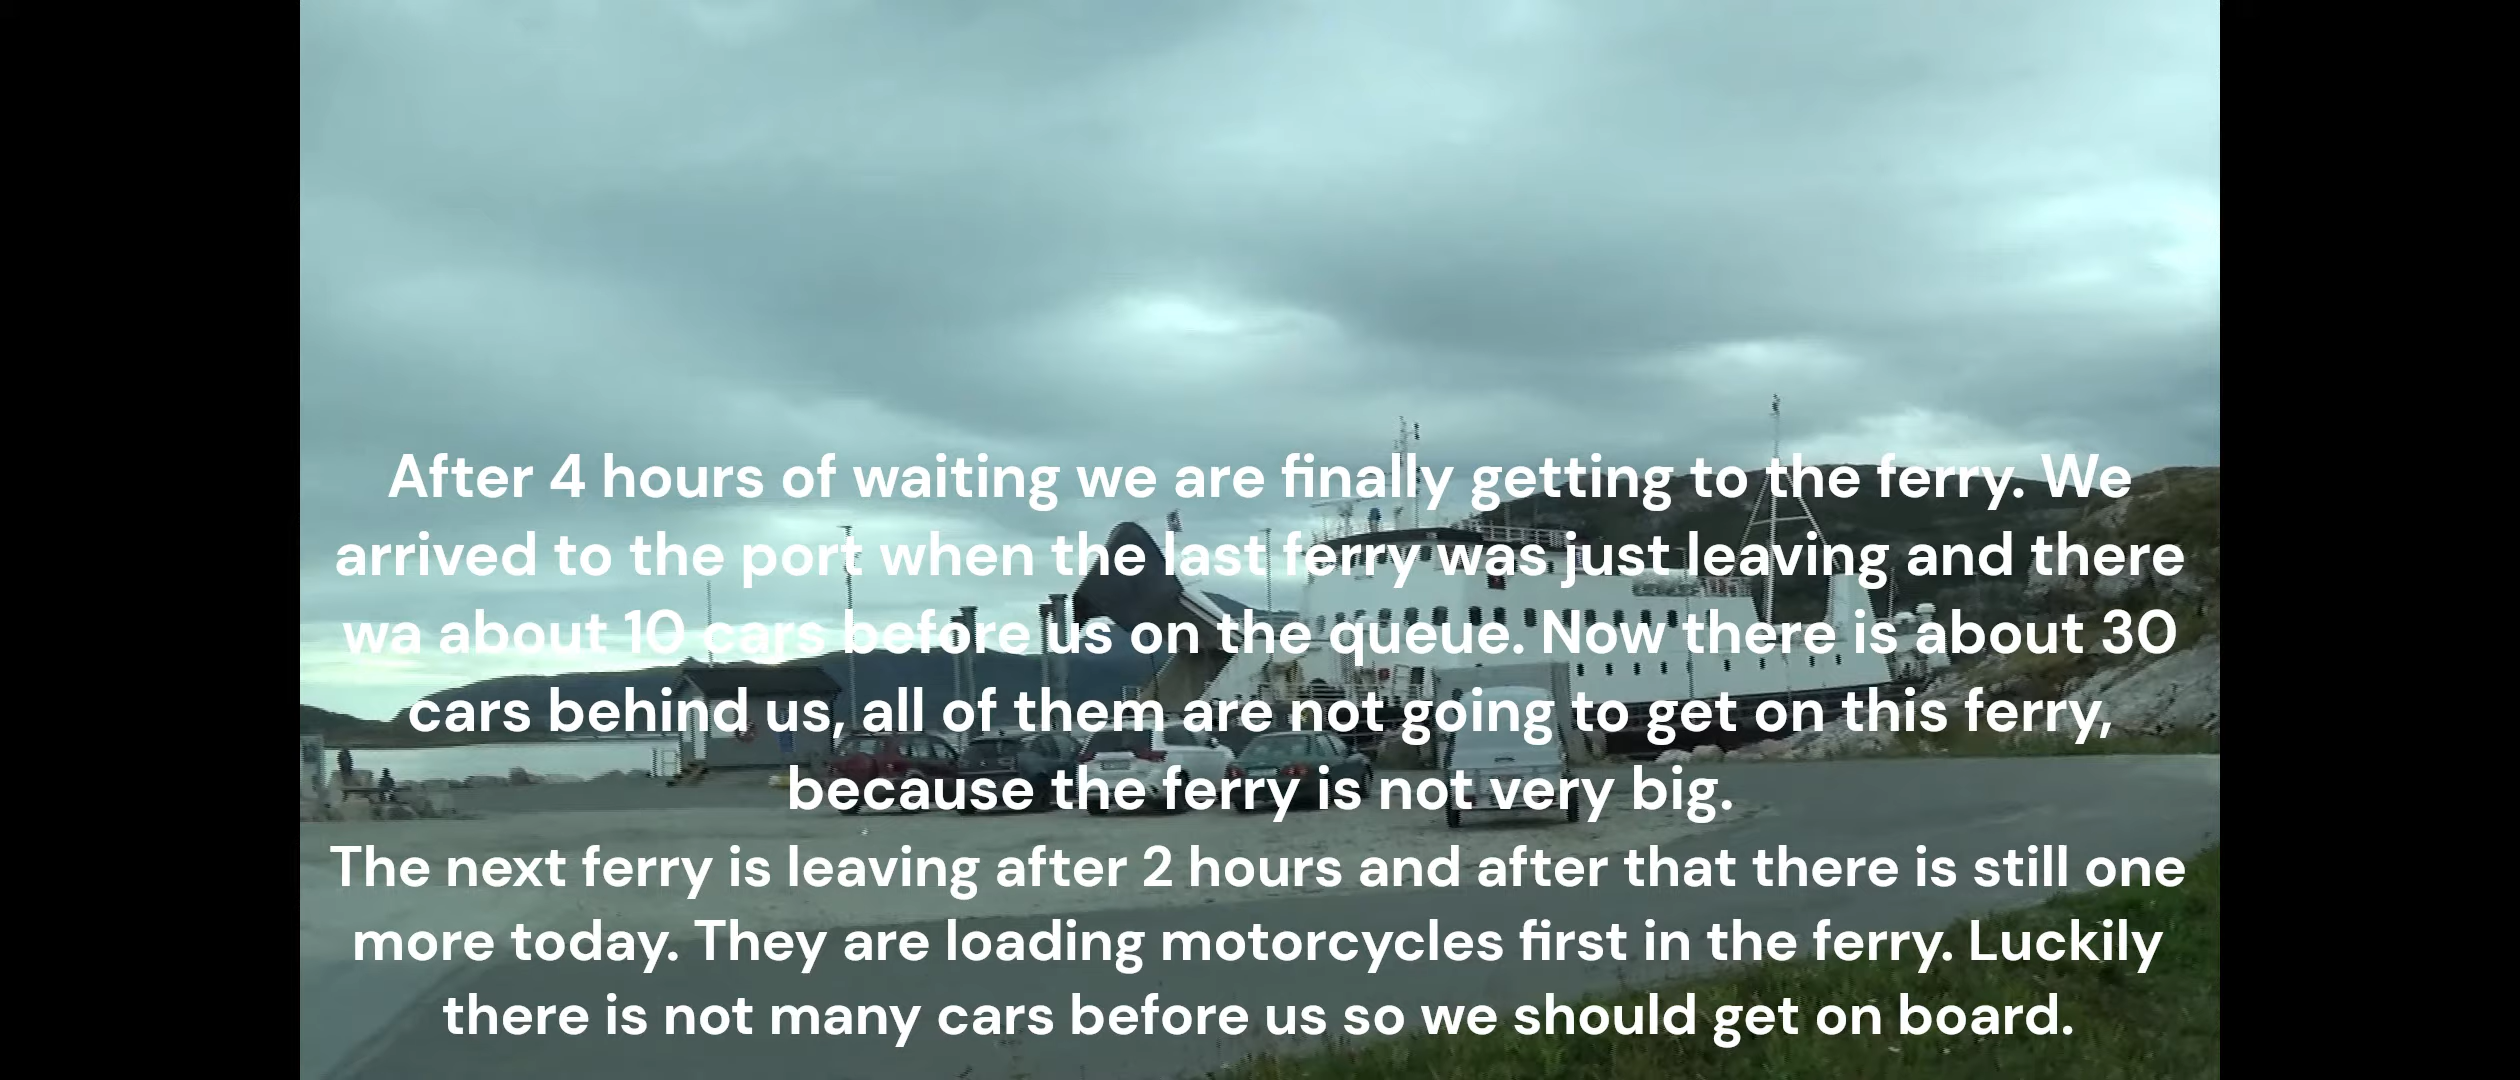 After 4 hours of waiting we are finally getting to the ferry. We
arrived to the port when the last ferry was just leaving and there
wa about 10 cars before us on the queue. Now there is about 30
cars behind us, all of them are not going to get on this ferry,
because the ferry is not very big.
The next ferry is leaving after 2 hours and after that there is still one
more today. They are loading motorcycles first in the ferry. Luckily
there is not many cars before us so we should get on board.